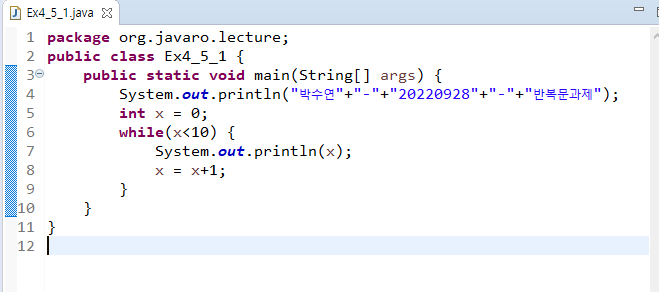 Ex4_5_1.java
1 package org.javaro.lecture;
2 public class Ex4_5_1 {
3 public static void main(String[] args) {
4 System.out.println("박수연"+"-"+"20220928"+"-"+"반복문과제");
5 int x = 0;
6 while(x<10) {
7 System.out.println(x);
8 x = x+1;
9 }
10 }
11 }
12